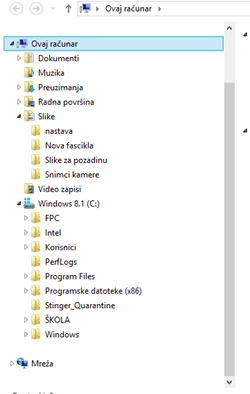 Ovaj računar
Ovaj računar
Dokumenti
Muzika
Preuzimanja
Radna površina
Slike
nastava
Nova fascikla
Slike za pozadinu
Snimci kamere
Video zapisi
Windows 8.1 (C:)
FPC
Intel
Korisnici
PerfLogs
Program Files
Programske datoteke (x86)
Stinger_Quarantine
ŠKOLA
Windows
Mreža